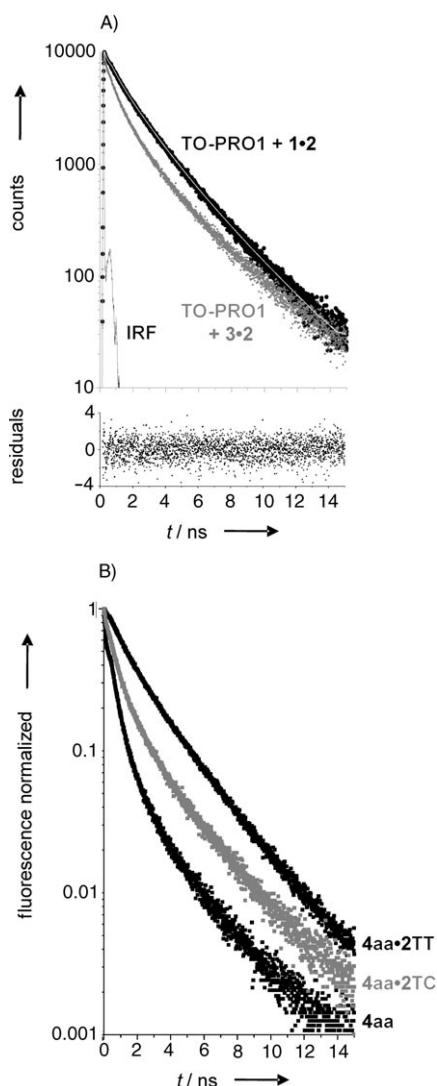 A)
10000
1000
100
10
counts
TO-PRO1 + 1•2
TO-PRO1
+ 3•2
IRF
4
0
−4
residuals
0 2 4 6 8 10 12 14
t / ns
B)
1
0.1
0.01
0.001
fluorescence normalized
4aa•2TT
4aa•2TC
4aa
0 2 4 6 8 10 12 14
t / ns